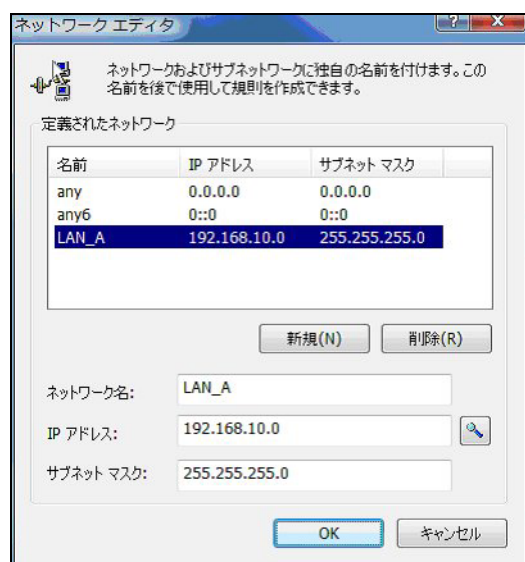 ネットワーク エディタ
ネットワークおよびサブネットワークに独自の名前を付けます。この
名前を後で使用して規則を作成できます。
定義されたネットワーク
名前 IP アドレス サブネット マスク
any 0.0.0.0 0.0.0.0
any6 0::0 0::0
LAN_A 192.168.10.0 255.255.255.0
新規(N) 削除(R)
ネットワーク名: LAN_A
IP アドレス: 192.168.10.0
サブネット マスク: 255.255.255.0
OK キャンセル